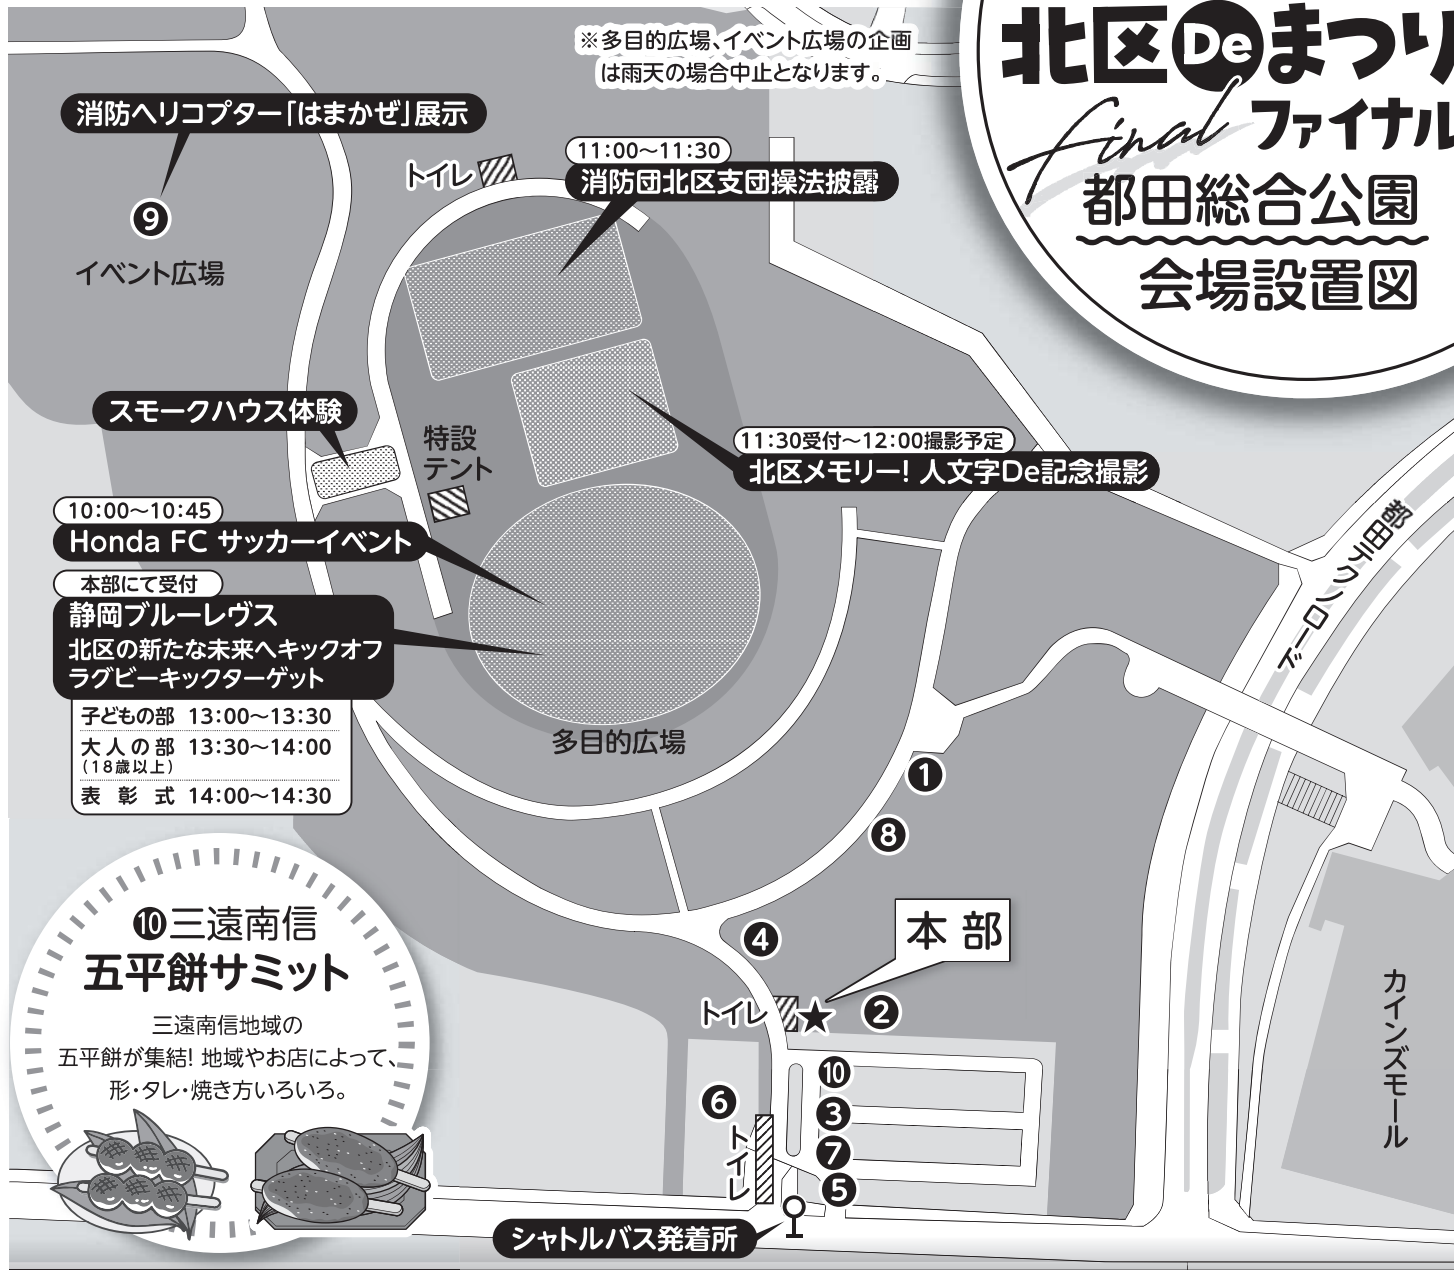 ※多目的広場、イベント広場の企画
は雨天の場合中止となります。
北区Deまつり
final ファイナル
都田総合公園
会場設置図
消防ヘリコプター「はまかぜ」展示
❾
イベント広場
トイレ
11:00〜11:30
消防団北区支団操法披露
スモークハウス体験
特設
テント
11:30受付〜12:00撮影予定
北区メモリー! 人文字De記念撮影
10:00〜10:45
Honda FC サッカーイベント
本部にて受付
静岡ブルーレヴズ
北区の新たな未来へキックオフ
ラグビーキックターゲット
子どもの部 13:00〜13:30
大人の部 13:30〜14:00
(18歳以上)
表彰式 14:00〜14:30
多目的広場
都田テクノロード
❶
❽
❹
本部
トイレ
★
❷
❿
❸
❼
❺
❻
トイレ
シャトルバス発着所
カインズモール
❿三遠南信
五平餅サミット
三遠南信地域の
五平餅が集結! 地域やお店によって、
形・タレ・焼き方いろいろ。